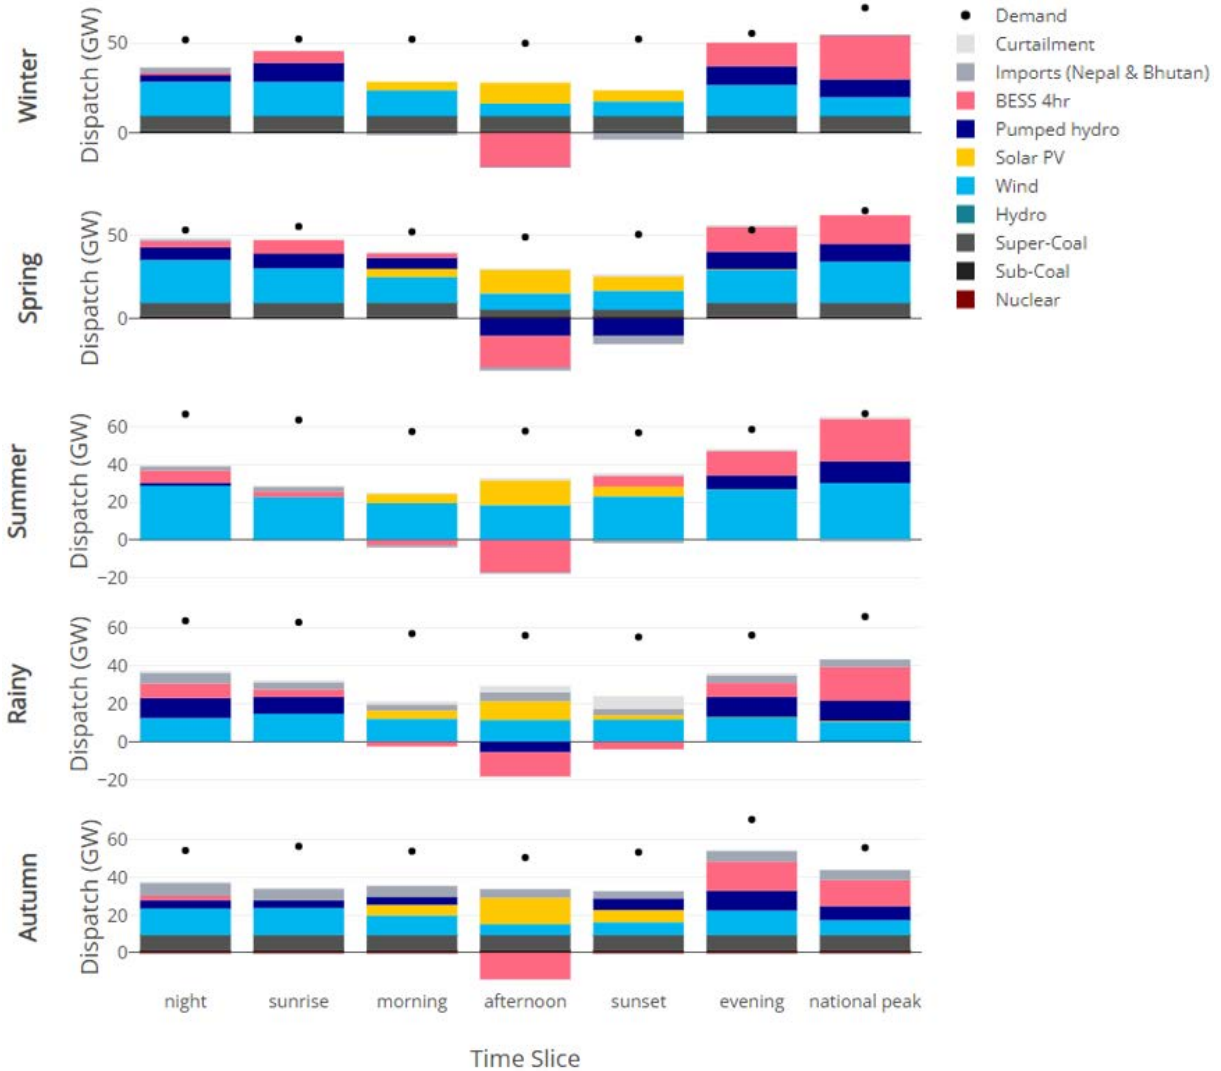 Winter
Dispatch (GW)
50
0
Demand
Curtailment
Imports (Nepal & Bhutan)
BESS 4hr
Pumped hydro
Solar PV
Wind
Hydro
Super-Coal
Sub-Coal
Nuclear
Spring
Dispatch (GW)
50
0
Summer
Dispatch (GW)
60
40
20
0
−20
Rainy
Dispatch (GW)
60
40
20
0
−20
Autumn
Dispatch (GW)
60
40
20
0
night sunrise morning afternoon sunset evening national peak
Time Slice